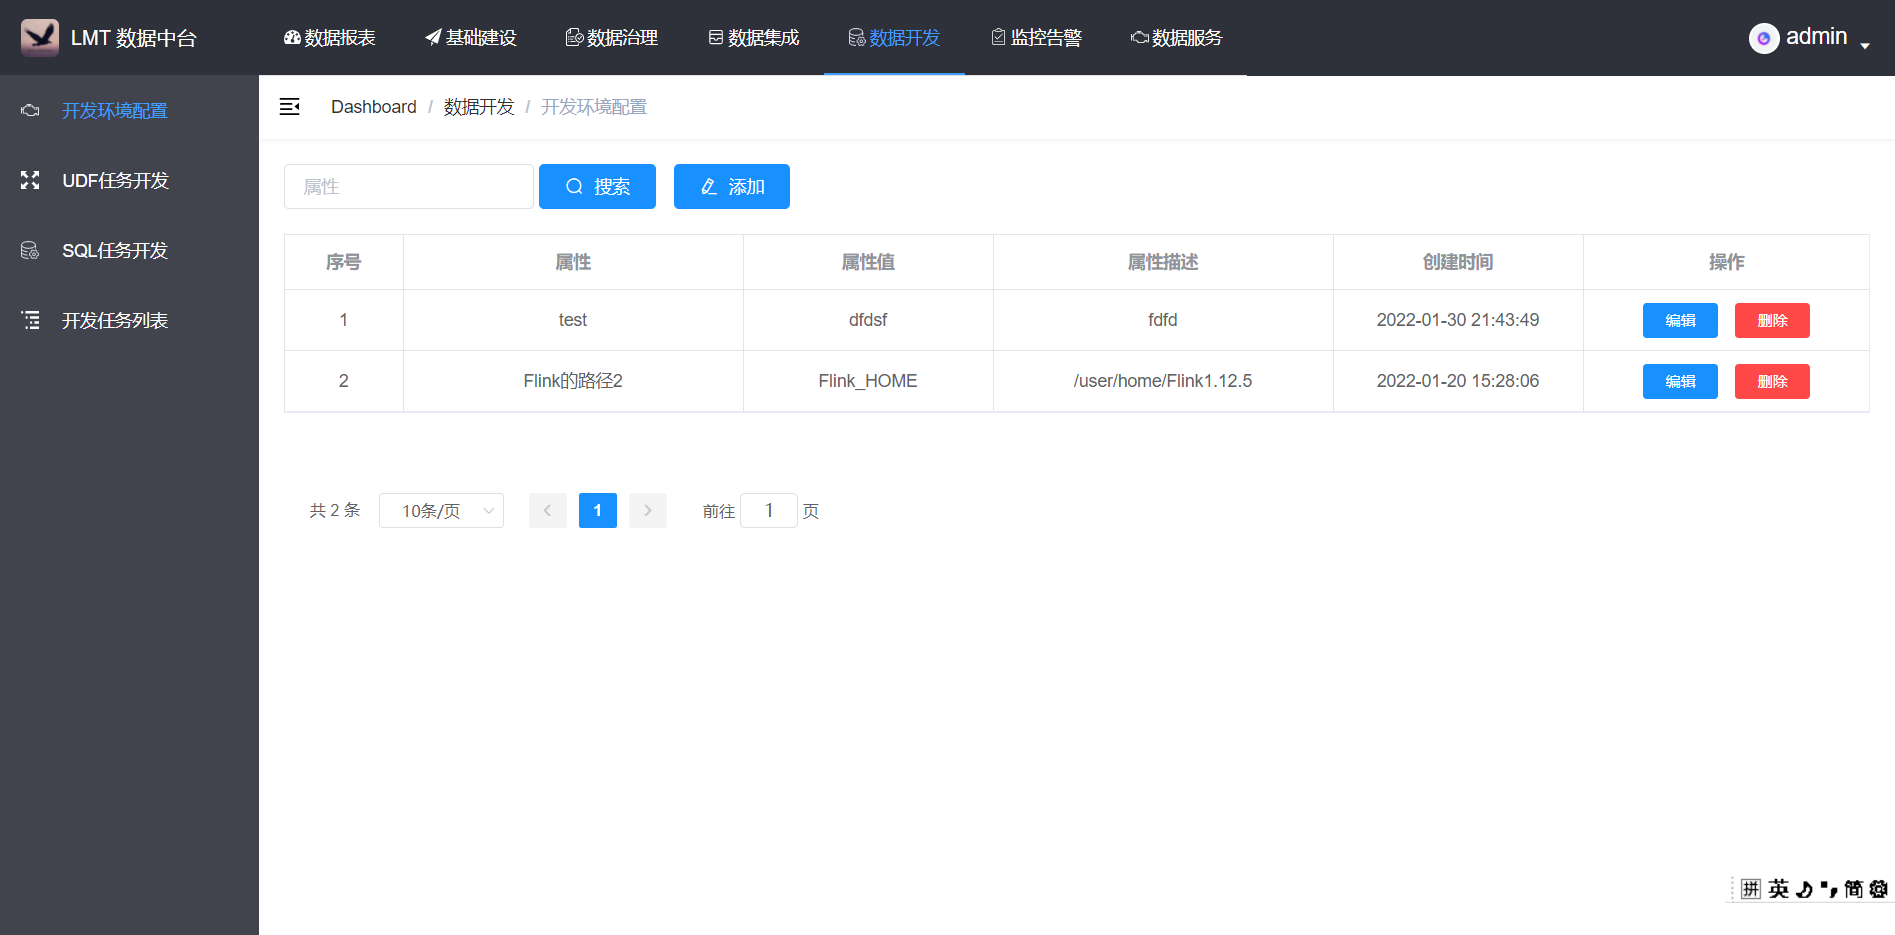 LMT 数据中台 数据报表 基础建设 数据治理 数据集成 数据开发 监控告警 数据服务 admin
开发环境配置
UDF任务开发
SQL任务开发
开发任务列表
Dashboard / 数据开发 / 开发环境配置
属性 搜索 添加
序号 属性 属性值 属性描述 创建时间 操作
1 test dfdsf fdfd 2022-01-30 21:43:49 编辑 删除
2 Flink的路径2 Flink_HOME /user/home/Flink1.12.5 2022-01-20 15:28:06 编辑 删除
共 2 条 10条/页 1 前往 1 页
拼 英 简